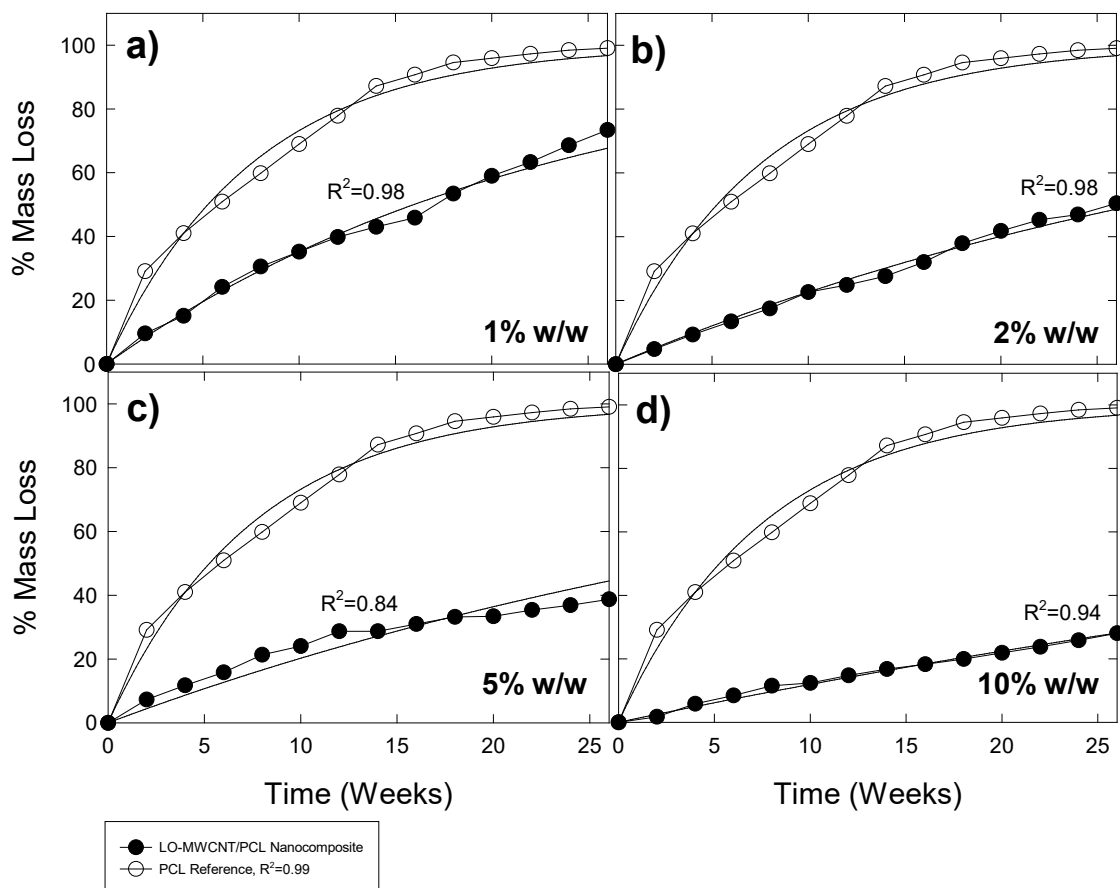 a)
b)
100
80
60
40
20
0
% Mass Loss
R²=0.98
1% w/w
R²=0.98
2% w/w
c)
d)
100
80
60
40
20
0
% Mass Loss
R²=0.84
5% w/w
R²=0.94
10% w/w
0 5 10 15 20 25
0 5 10 15 20 25
Time (Weeks)
Time (Weeks)
LO-MWCNT/PCL Nanocomposite
PCL Reference, R²=0.99